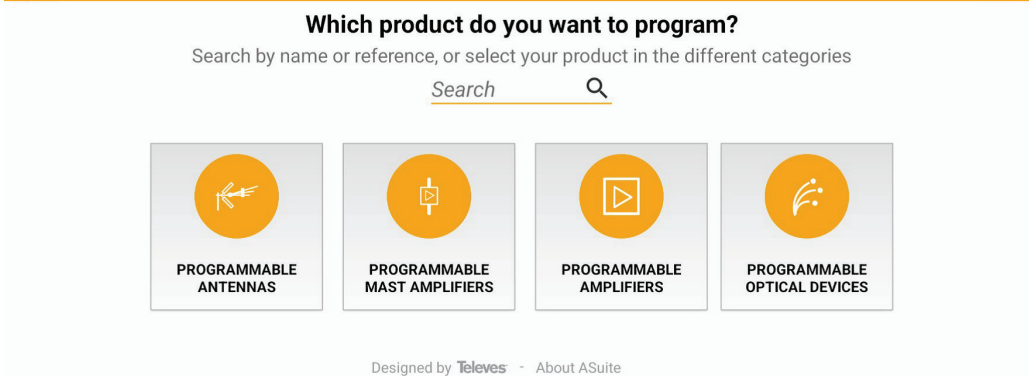 Which product do you want to program?
Search by name or reference, or select your product in the different categories
Search
PROGRAMMABLE
ANTENNAS
PROGRAMMABLE
MAST AMPLIFIERS
PROGRAMMABLE
AMPLIFIERS
PROGRAMMABLE
OPTICAL DEVICES
Designed by Televes - About ASuite